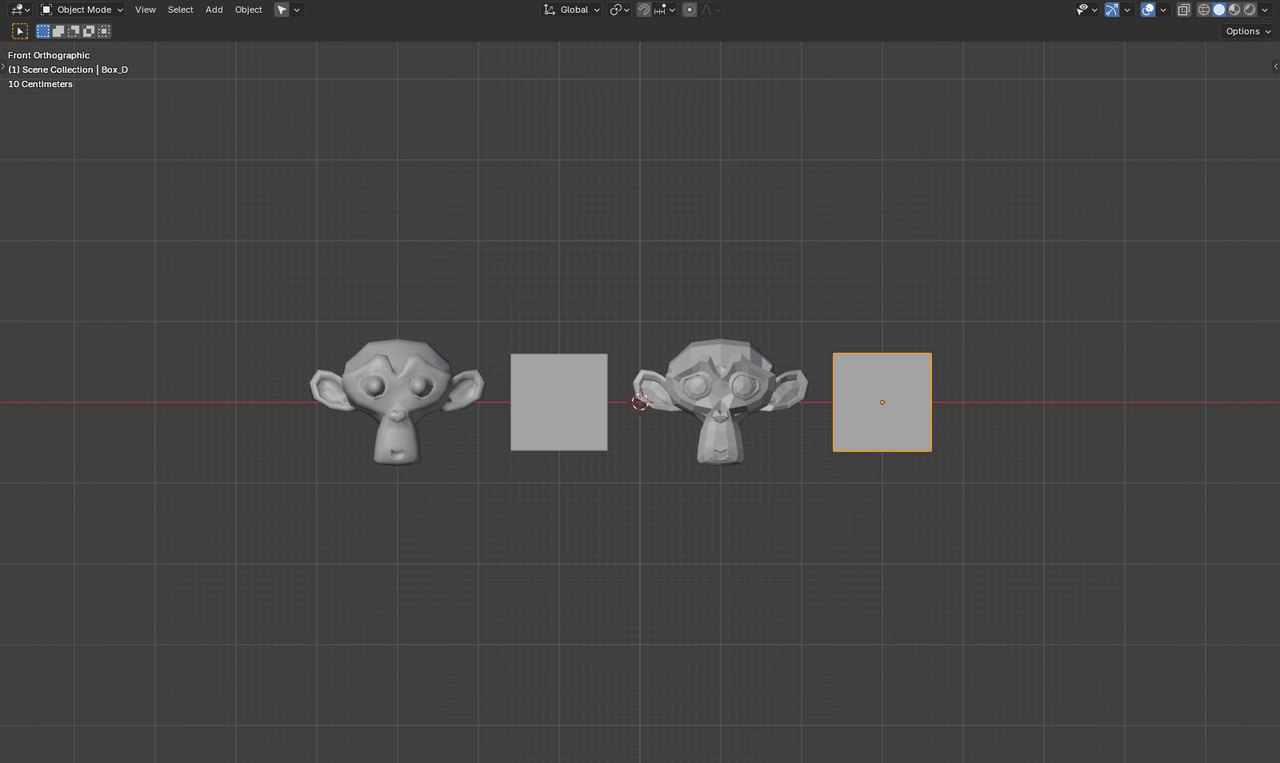 Object Mode View Select Add Object Global
Options
Front Orthographic
(1) Scene Collection | Box_D
10 Centimeters